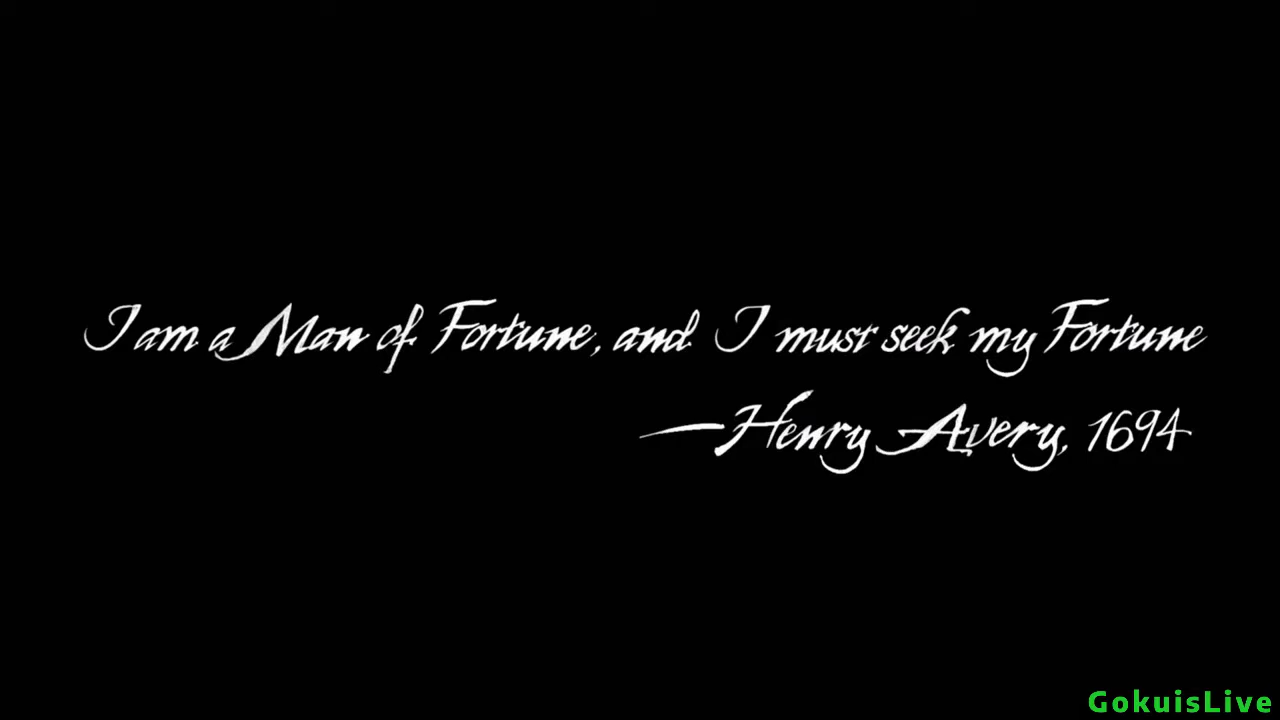 I am a Man of Fortune, and I must seek my Fortune
—Henry Avery, 1694
GokuisLive